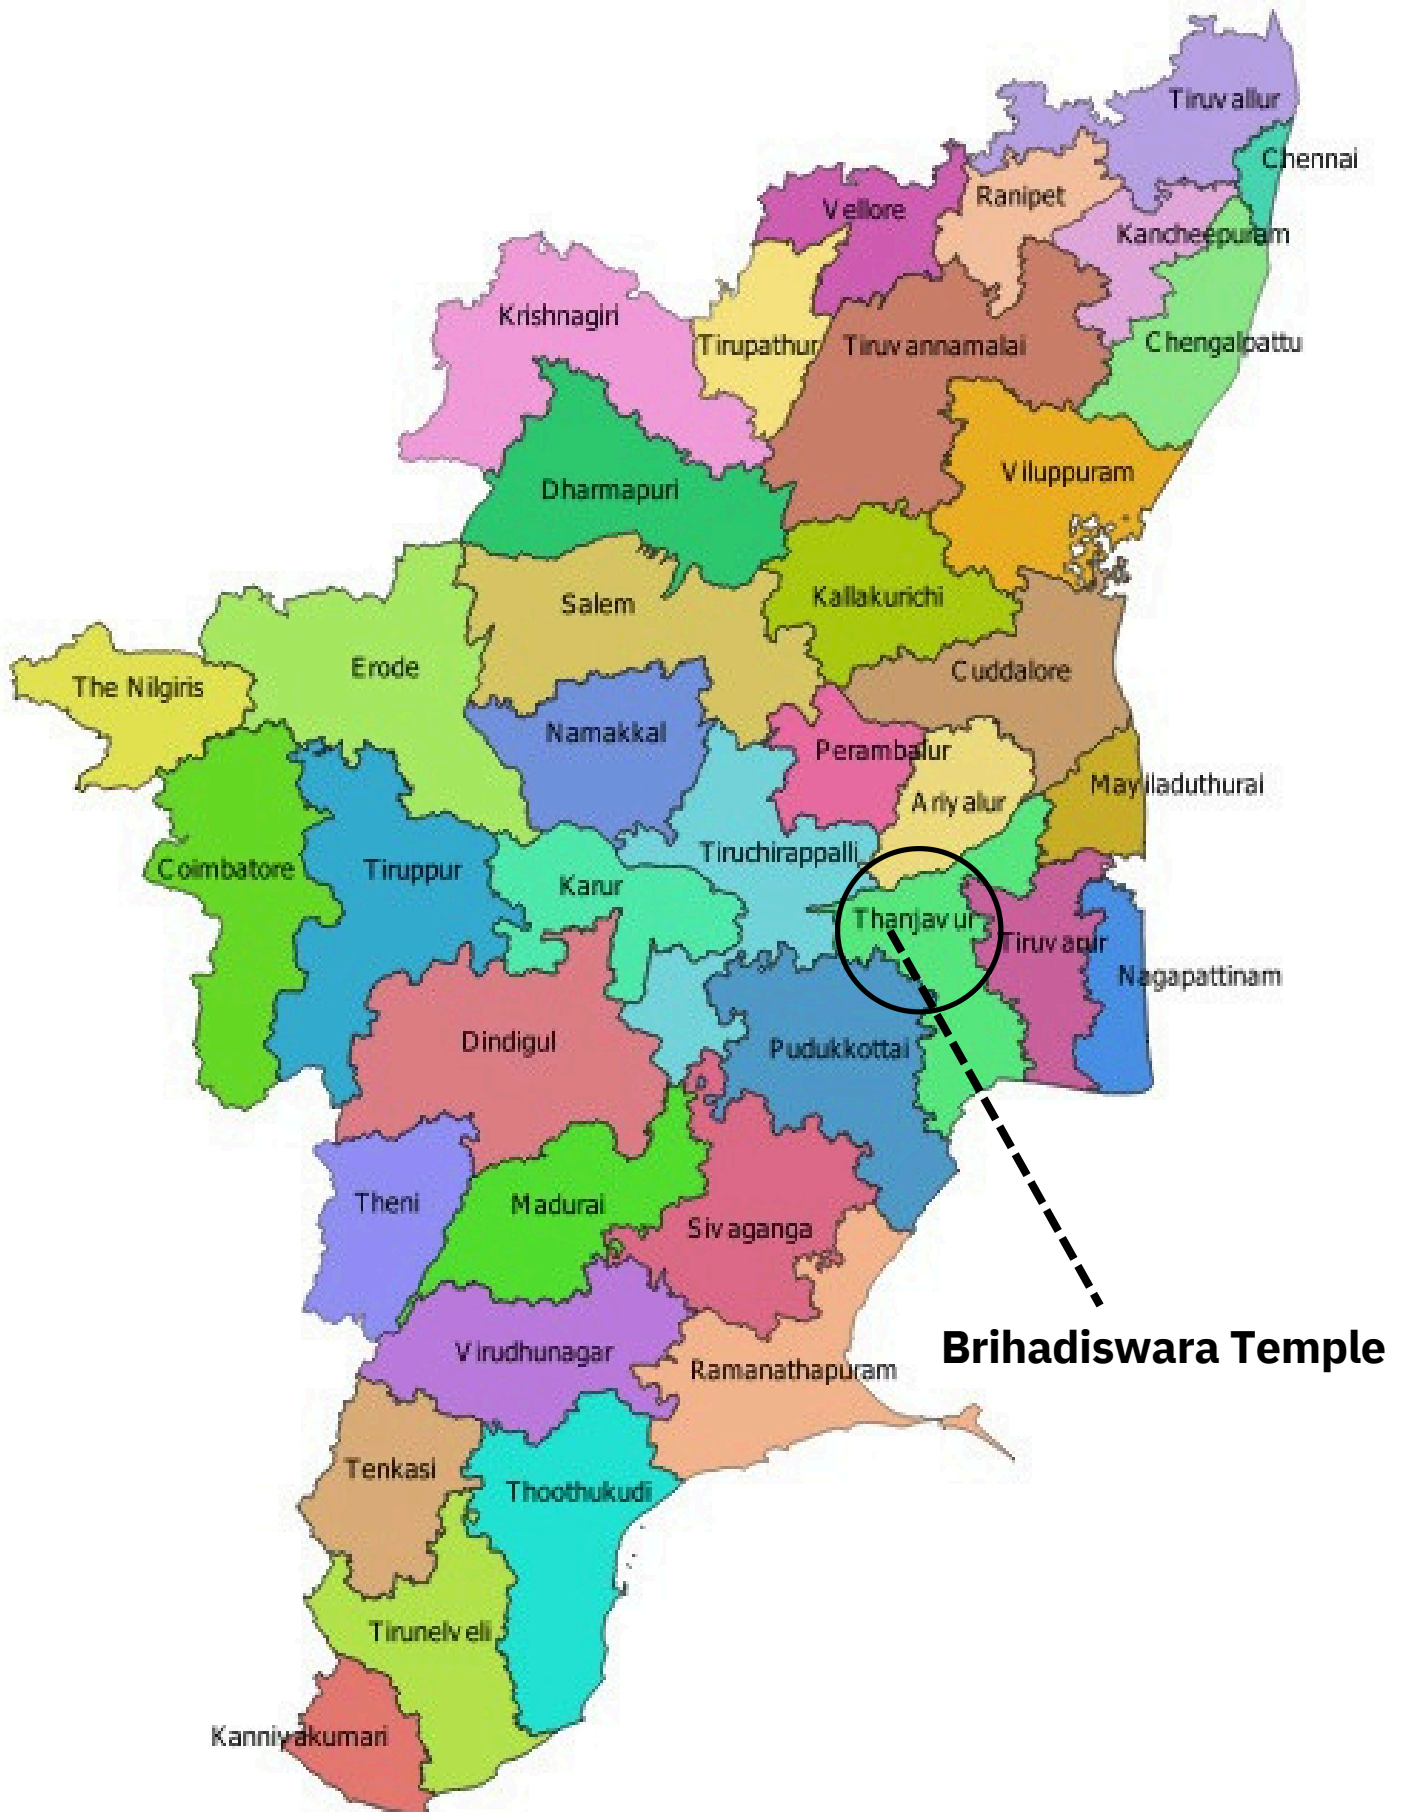 Tiruvallur
Chennai
Ranipet
Vellore
Kancheepuram
Krishnagiri
Tirupathur
Tiruvannamalai
Chengalpattu
Viluppuram
Dharmapuri
Kallakurichi
Salem
Erode
Cuddalore
The Nilgiris
Namakkal
Perambalur
Mayiladuthurai
Ariyalur
Tiruchirappalli
Coimbatore
Tiruppur
Karur
Thanjavur
Tiruvarur
Nagapattinam
Dindigul
Pudukkottai
Theni
Madurai
Sivaganga
Brihadiswara Temple
Virudhunagar
Ramanathapuram
Tenkasi
Thoothukudi
Tirunelveli
Kanniyakumari